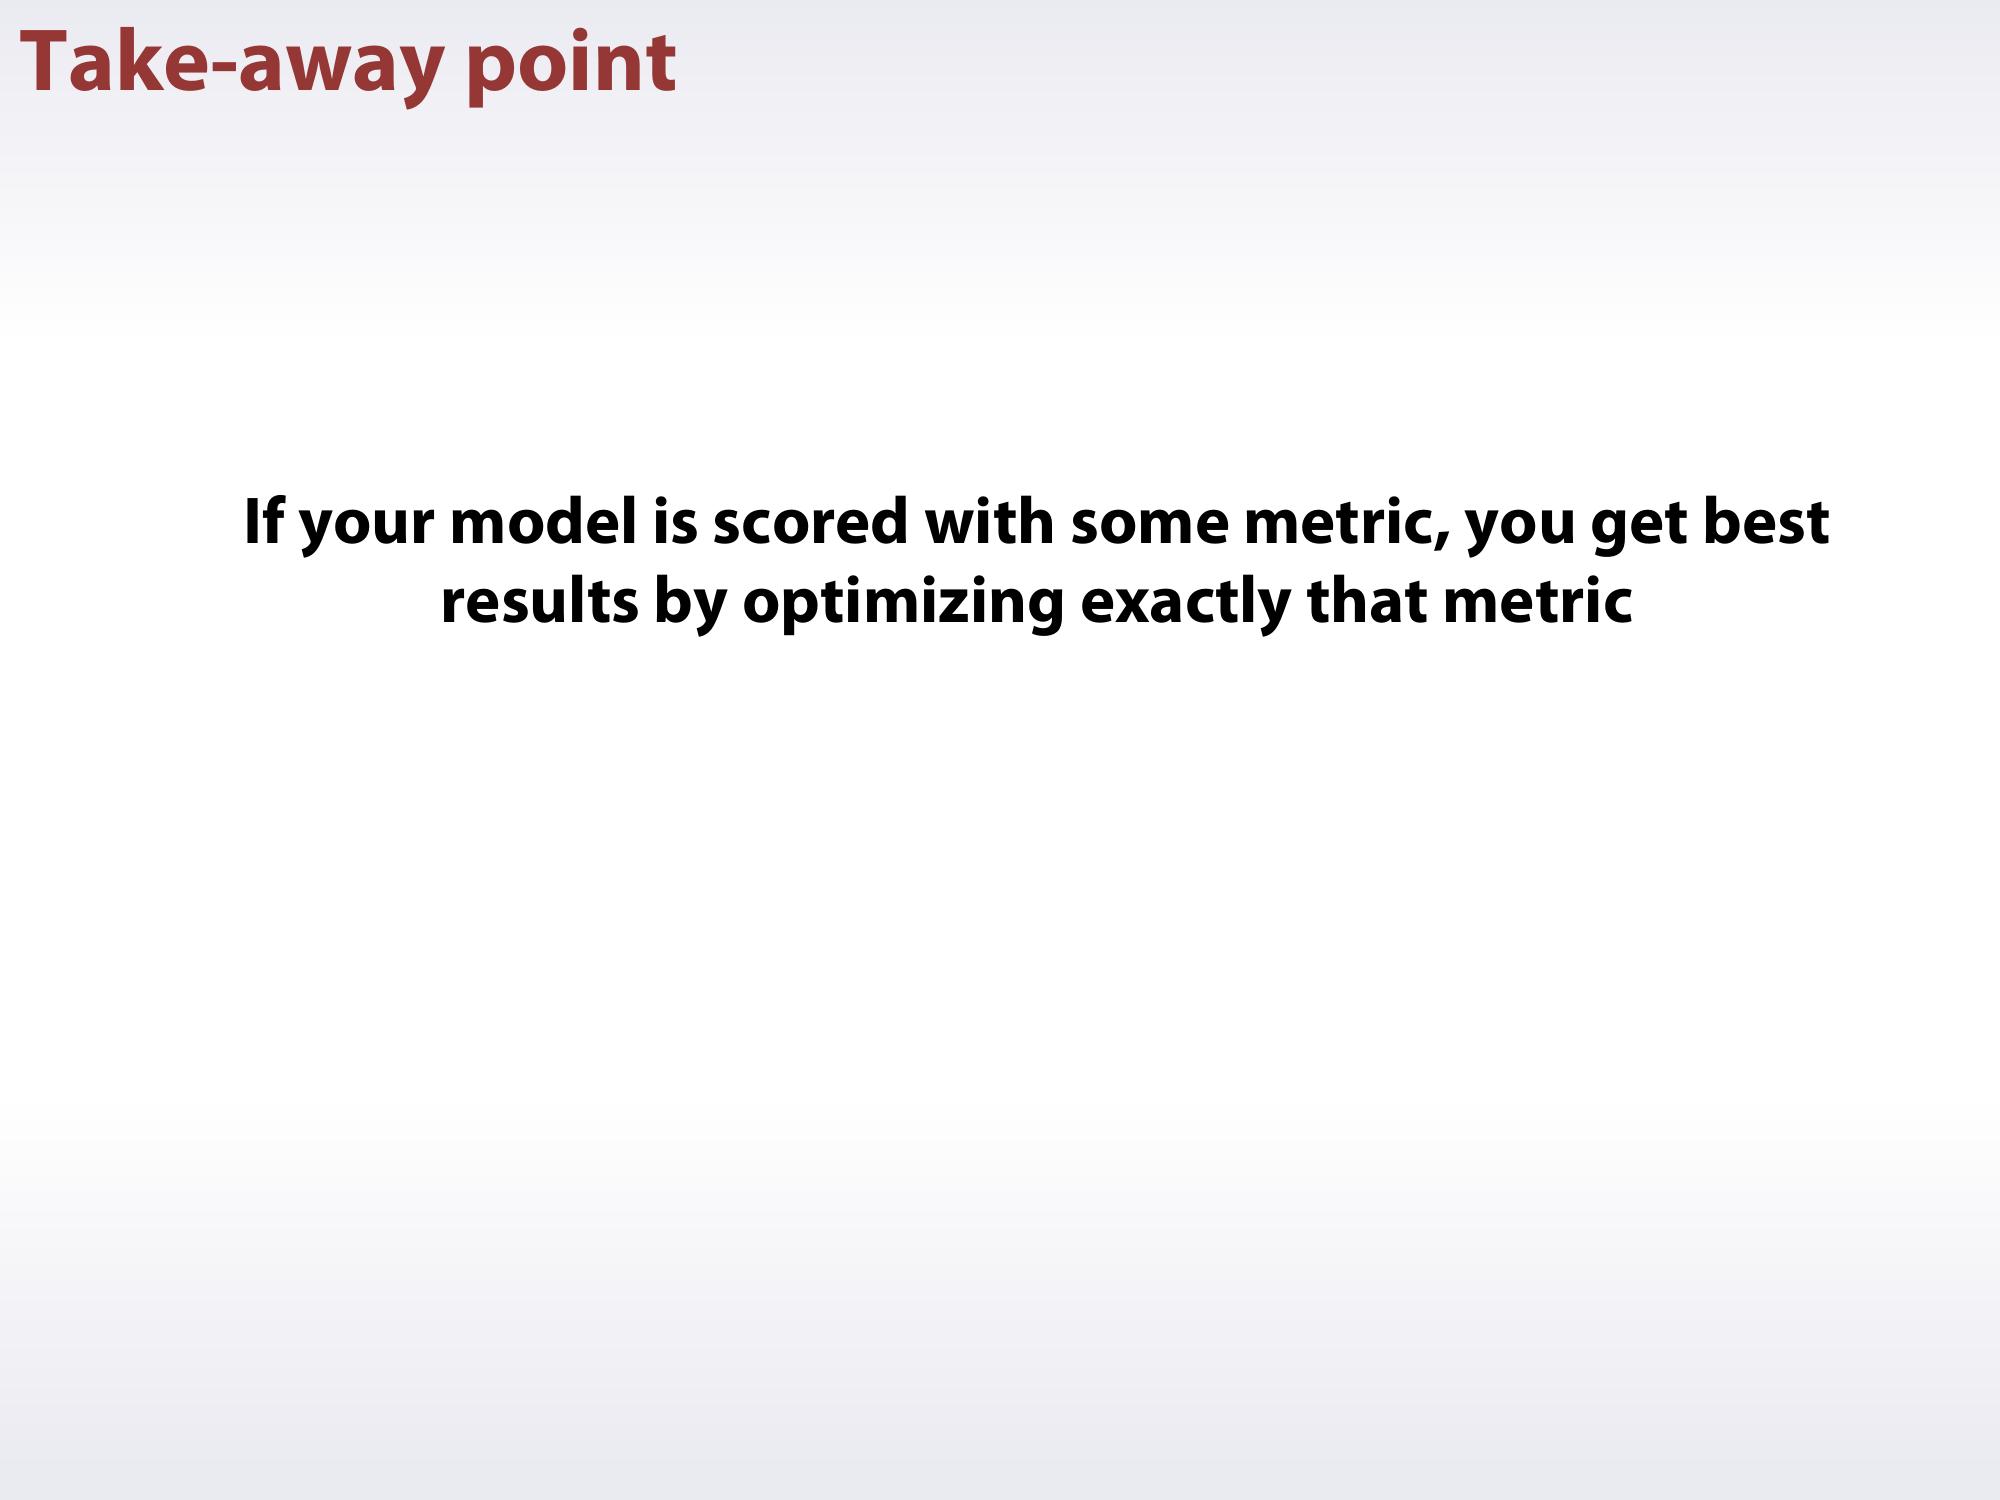 Take-away point
If your model is scored with some metric, you get best
results by optimizing exactly that metric